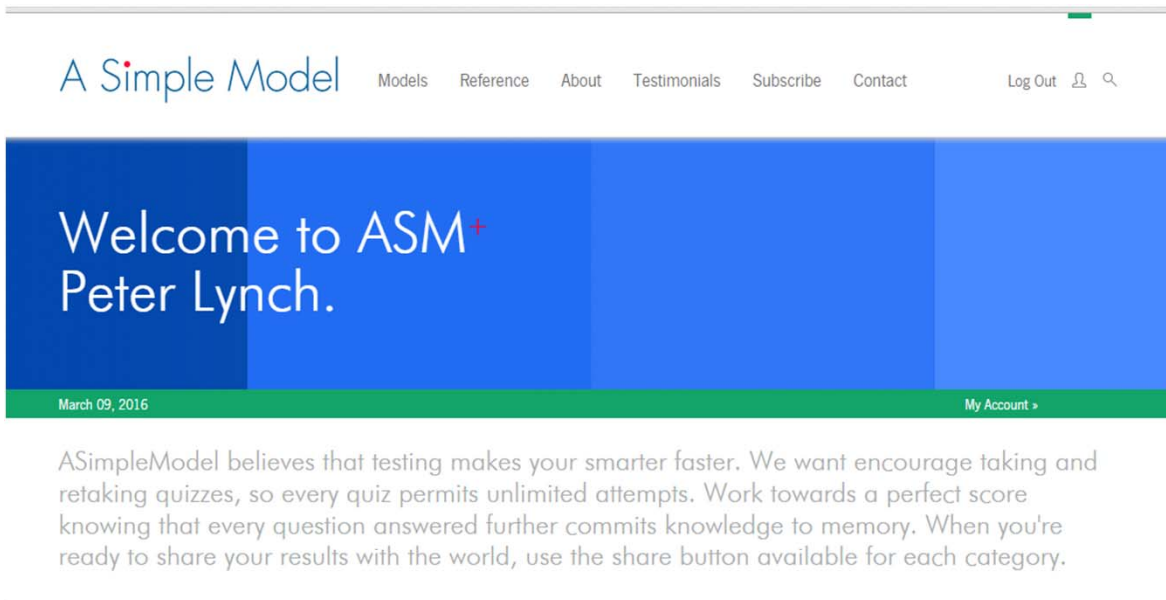 A Simple Model
Models Reference About Testimonials Subscribe Contact
Log Out
Welcome to ASM+
Peter Lynch.
March 09, 2016
My Account »
ASimpleModel believes that testing makes your smarter faster. We want encourage taking and
retaking quizzes, so every quiz permits unlimited attempts. Work towards a perfect score
knowing that every question answered further commits knowledge to memory. When you're
ready to share your results with the world, use the share button available for each category.